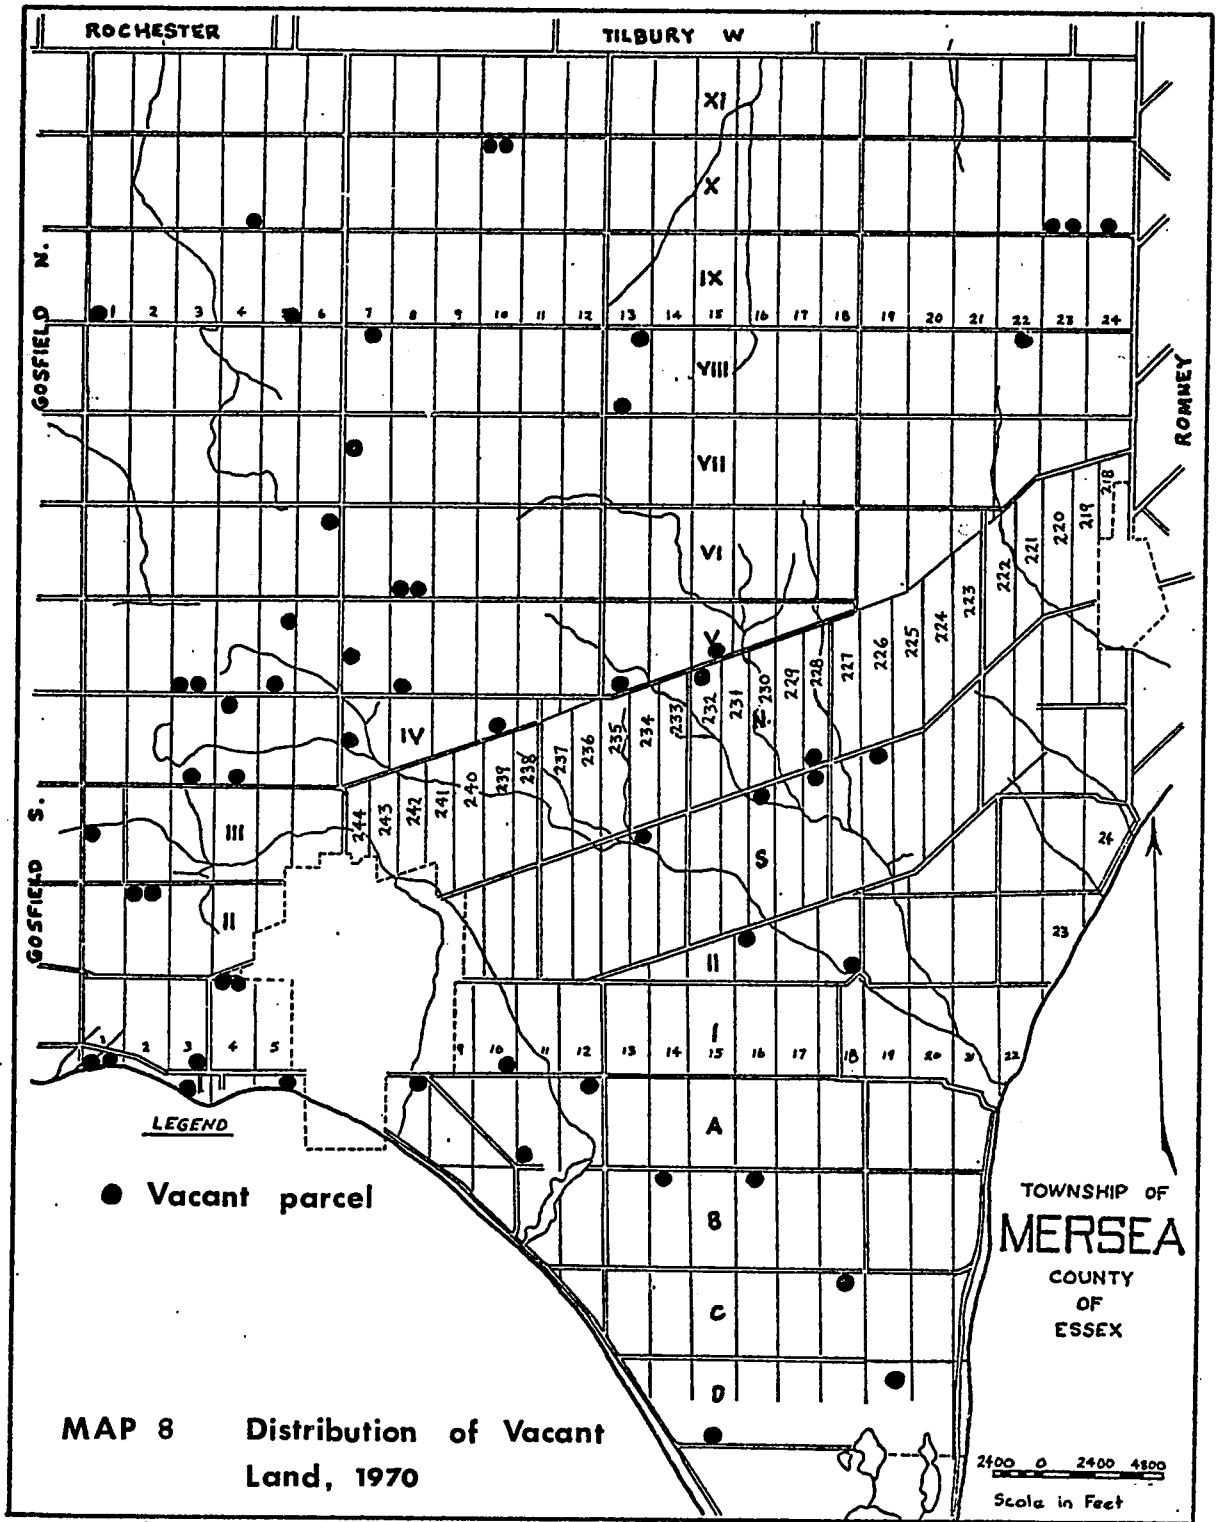 ROCHESTER
TILBURY W
XI
X
GOSFIELD N.
IX
1 2 3 4 5 6 7 8 9 10 11 12 13 14 15 16 17 18 19 20 21 22 23 24
VIII
ROMNEY
VII
218
219
220
221
222
VI
223
224
225
226
227
V
228
229
230
231
232
233
234
235
236
237
238
239
240
241
242
243
244
N.
IV
GOSFIELD S.
III
S
24
II
23
II
I
1 2 3 4 5 9 10 11 12 13 14 15 16 17 18 19 20 21 22
LEGEND
A
Vacant parcel
B
TOWNSHIP OF
MERSEA
COUNTY
OF
ESSEX
C
D
MAP 8 Distribution of Vacant
Land, 1970
2400 0 2400 4800
Scale in Feet